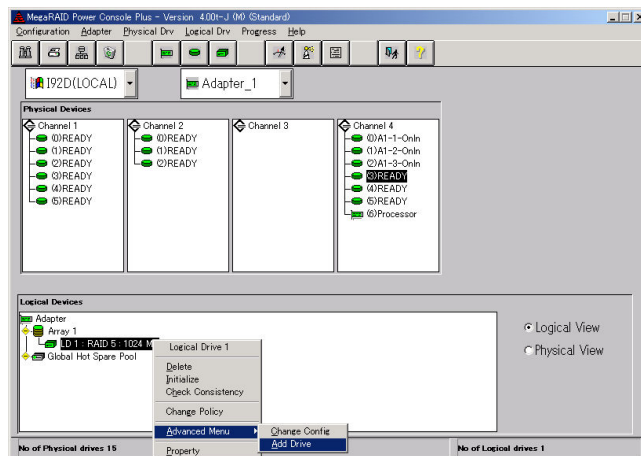 MegaRAID Power Console Plus - Version 4.00t-J (M) (Standard)
Configuration Adapter Physical Drv Logical Drv Progress Help
I92D(LOCAL) Adapter_1
Physical Devices
Channel 1
(0)READY
(1)READY
(2)READY
(3)READY
(4)READY
(5)READY
Channel 2
(0)READY
(1)READY
(2)READY
Channel 3
Channel 4
(0)A1-1-Onln
(1)A1-2-Onln
(2)A1-3-Onln
(3)READY
(4)READY
(5)READY
(6)Processor
Logical Devices
Adapter
Array 1
LD 1 : RAID 5 : 1024 M
Global Hot Spare Pool
Logical Drive 1
Delete
Initialize
Check Consistency
Change Policy
Advanced Menu
Property
Change Config
Add Drive
Logical View
Physical View
No of Physical drives 15
No of Logical drives 1